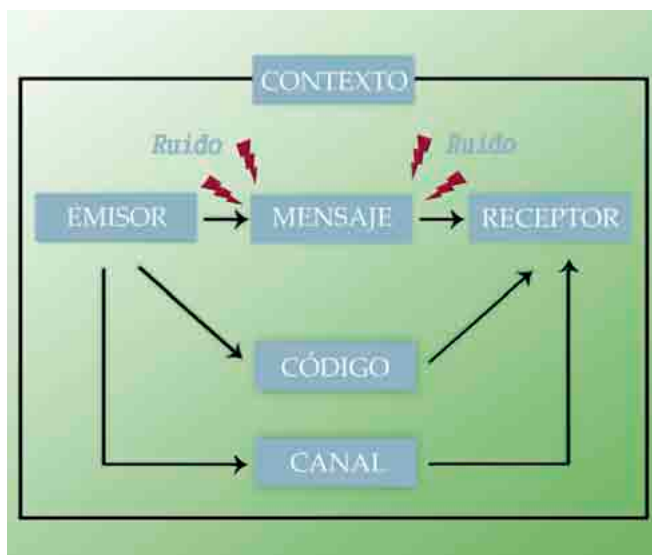 CONTEXTO
Ruido
Ruido
EMISOR
MENSAJE
RECEPTOR
CÓDIGO
CANAL